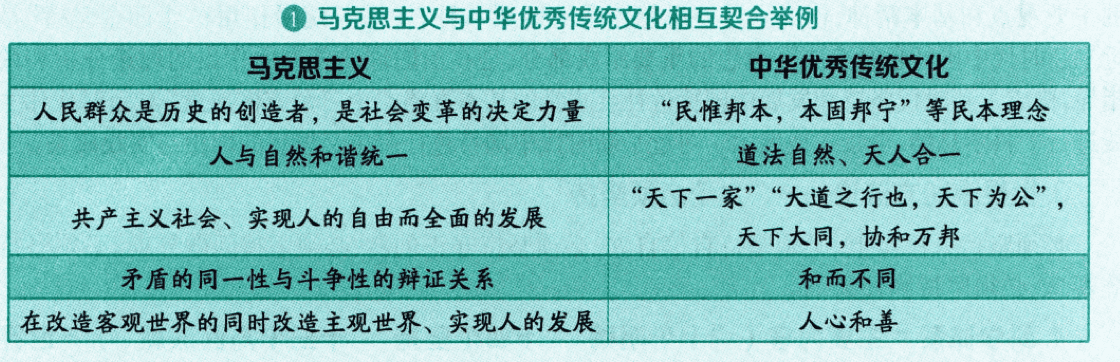 1 马克思主义与中华优秀传统文化相互契合举例
马克思主义 中华优秀传统文化
人民群众是历史的创造者，是社会变革的决定力量 “民惟邦本，本固邦宁”等民本理念
人与自然和谐统一 道法自然、天人合一
共产主义社会、实现人的自由而全面的发展 “天下一家”“大道之行也，天下为公”，
天下大同，协和万邦
矛盾的同一性与斗争性的辩证关系 和而不同
在改造客观世界的同时改造主观世界、实现人的发展 人心和善